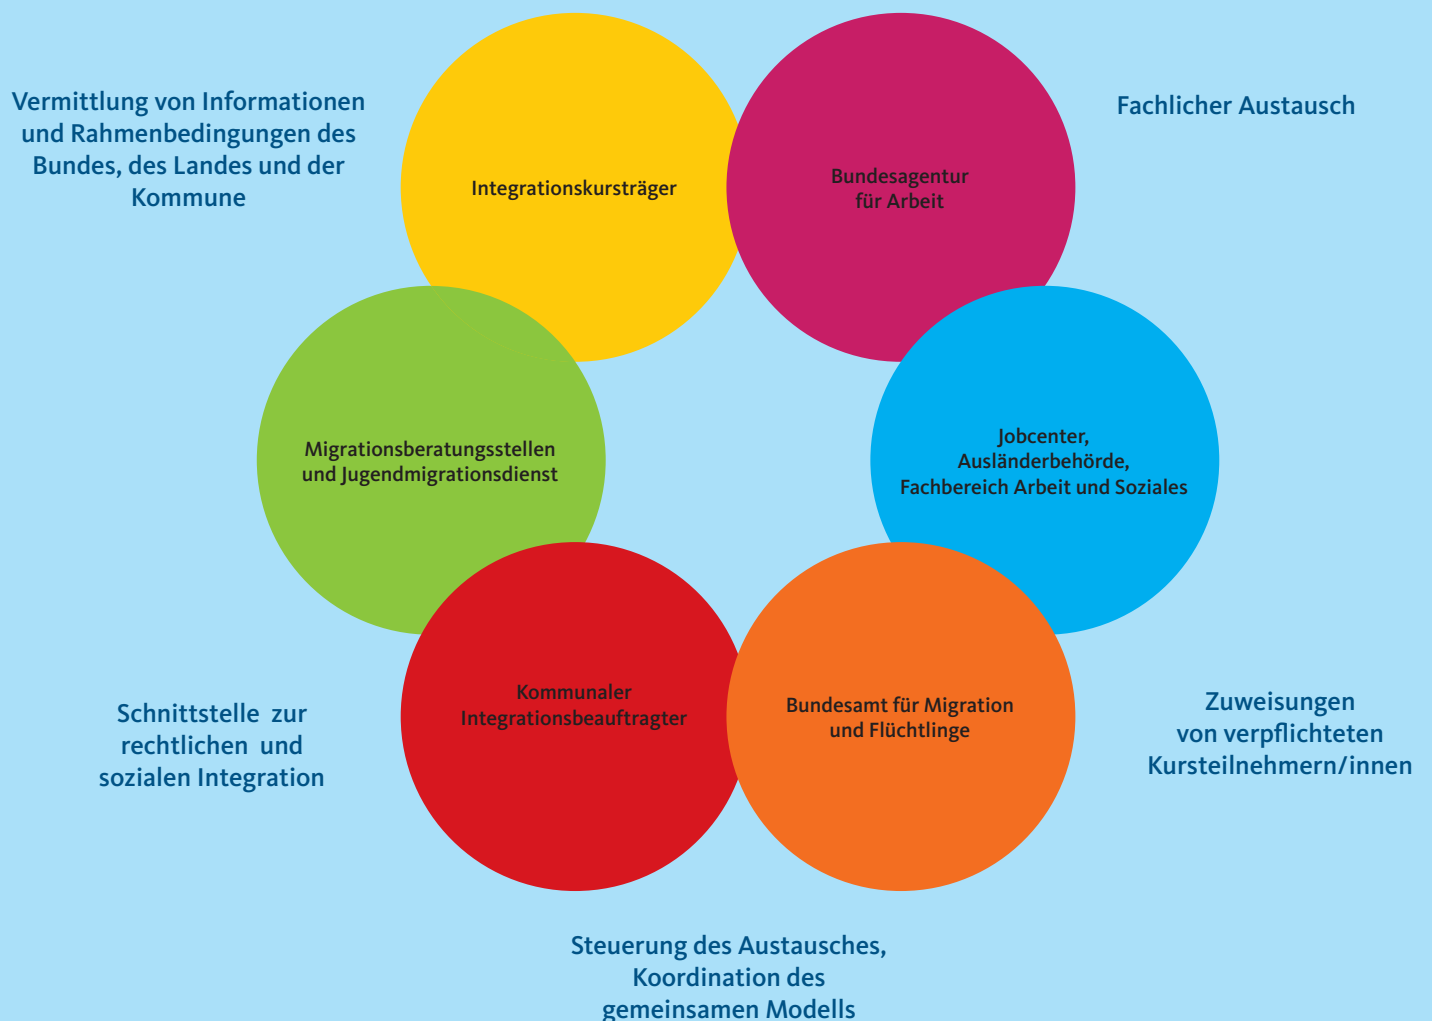 Vermittlung von Informationen
und Rahmenbedingungen des
Bundes, des Landes und der
Kommune
Integrationskursträger
Bundesagentur
für Arbeit
Fachlicher Austausch
Migrationsberatungsstellen
und Jugendmigrationsdienst
Jobcenter,
Ausländerbehörde,
Fachbereich Arbeit und Soziales
Schnittstelle zur
rechtlichen und
sozialen Integration
Kommunaler
Integrationsbeauftragter
Bundesamt für Migration
und Flüchtlinge
Zuweisungen
von verpflichteten
Kursteilnehmern/innen
Steuerung des Austausches,
Koordination des
gemeinsamen Modells